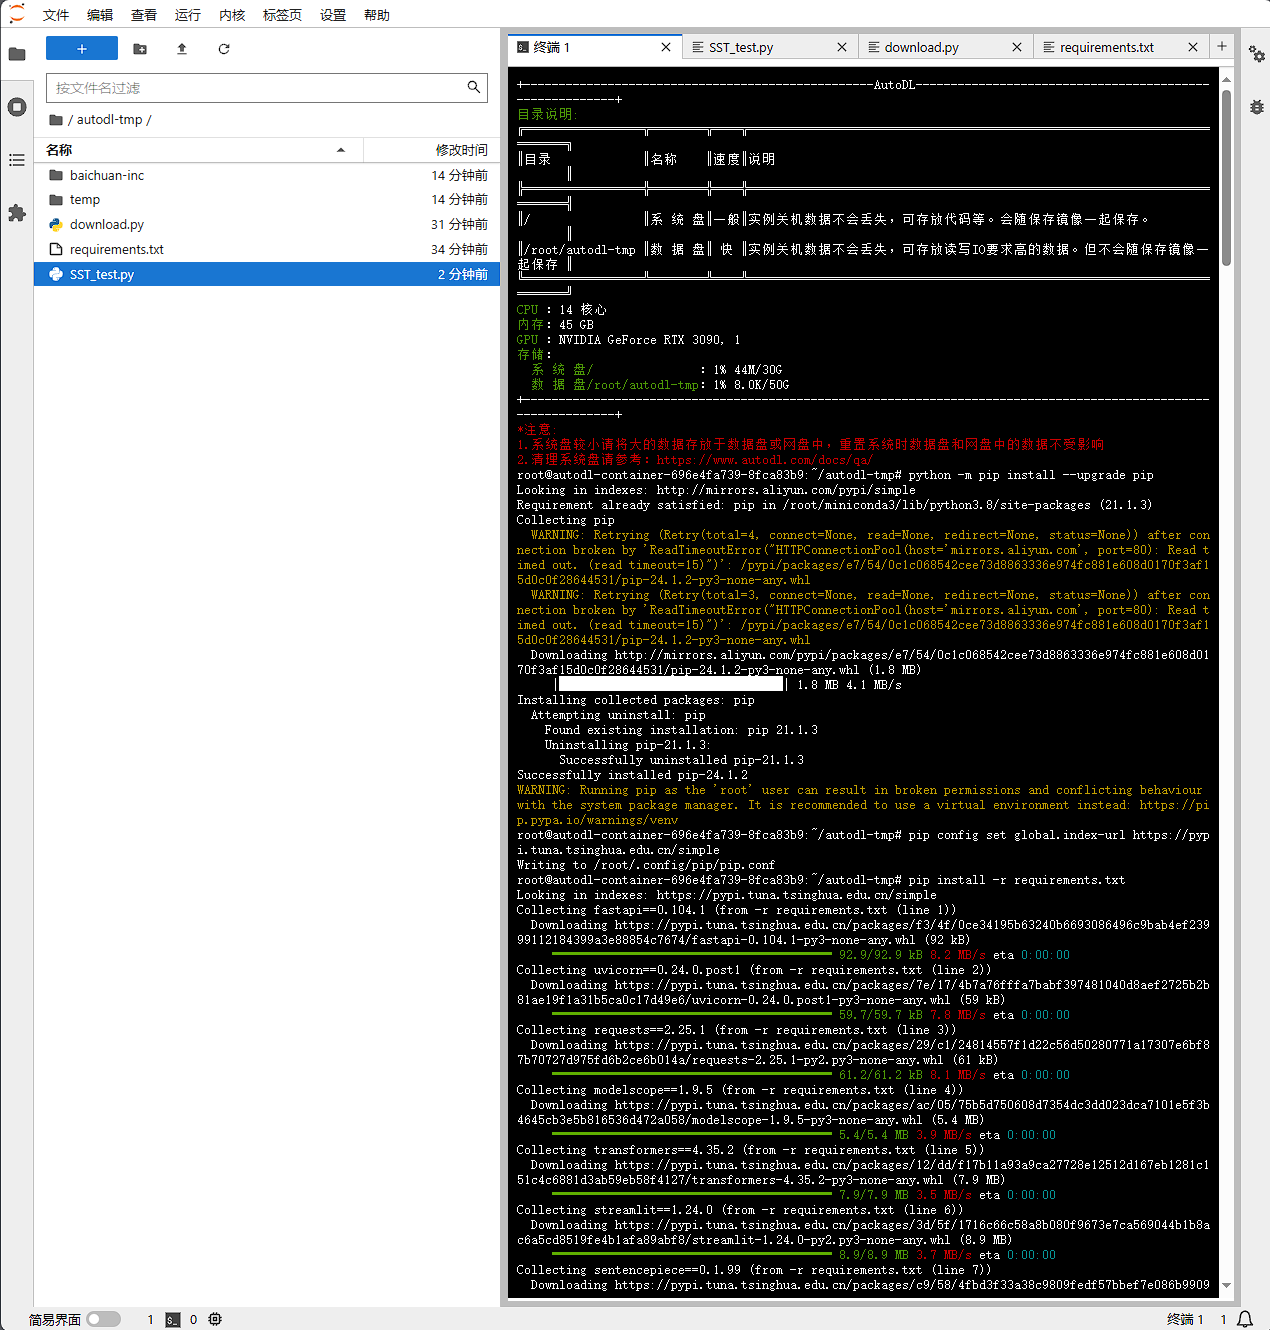 文件 编辑 查看 运行 内核 标签页 设置 帮助
+
按文件名过滤
/ autodl-tmp /
名称 修改时间
baichuan-inc 14 分钟前
temp 14 分钟前
download.py 31 分钟前
requirements.txt 34 分钟前
SST_test.py 2 分钟前
终端 1 SST_test.py download.py requirements.txt
+--------------------------------------------------AutoDL------------------------------------------
--------------+
目录说明:
║目录 ║名称 ║速度║说明
║
║/ ║系 统 盘║一般║实例关机数据不会丢失，可存放代码等。会随保存镜像一起保存。
║
║/root/autodl-tmp ║数 据 盘║ 快 ║实例关机数据不会丢失，可存放读写IO要求高的数据。但不会随保存镜像一
起保存 ║
CPU : 14 核心
内存: 45 GB
GPU : NVIDIA GeForce RTX 3090, 1
存储:
系 统 盘/ : 1% 44M/30G
数 据 盘/root/autodl-tmp: 1% 8.0K/50G
+--------------------------------------------------------------------------------------------------
--------------+
*注意:
1.系统盘较小请将大的数据存放于数据盘或网盘中，重置系统时数据盘和网盘中的数据不受影响
2.清理系统盘请参考: https://www.autodl.com/docs/qa/
root@autodl-container-696e4fa739-8fca83b9:~/autodl-tmp# python -m pip install --upgrade pip
Looking in indexes: http://mirrors.aliyun.com/pypi/simple
Requirement already satisfied: pip in /root/miniconda3/lib/python3.8/site-packages (21.1.3)
Collecting pip
WARNING: Retrying (Retry(total=4, connect=None, read=None, redirect=None, status=None)) after con
nection broken by 'ReadTimeoutError("HTTPConnectionPool(host='mirrors.aliyun.com', port=80): Read t
imed out. (read timeout=15)")': /pypi/packages/e7/54/0c1c068542cee73d8863336e974fc881e608d0170f3af1
5d0c0f28644531/pip-24.1.2-py3-none-any.whl
WARNING: Retrying (Retry(total=3, connect=None, read=None, redirect=None, status=None)) after con
nection broken by 'ReadTimeoutError("HTTPConnectionPool(host='mirrors.aliyun.com', port=80): Read t
imed out. (read timeout=15)")': /pypi/packages/e7/54/0c1c068542cee73d8863336e974fc881e608d0170f3af1
5d0c0f28644531/pip-24.1.2-py3-none-any.whl
Downloading http://mirrors.aliyun.com/pypi/packages/e7/54/0c1c068542cee73d8863336e974fc881e608d01
70f3af15d0c0f28644531/pip-24.1.2-py3-none-any.whl (1.8 MB)
| | 1.8 MB 4.1 MB/s
Installing collected packages: pip
Attempting uninstall: pip
Found existing installation: pip 21.1.3
Uninstalling pip-21.1.3:
Successfully uninstalled pip-21.1.3
Successfully installed pip-24.1.2
WARNING: Running pip as the 'root' user can result in broken permissions and conflicting behaviour
with the system package manager. It is recommended to use a virtual environment instead: https://pi
p.pypa.io/warnings/venv
root@autodl-container-696e4fa739-8fca83b9:~/autodl-tmp# pip config set global.index-url https://pyp
i.tuna.tsinghua.edu.cn/simple
Writing to /root/.config/pip/pip.conf
root@autodl-container-696e4fa739-8fca83b9:~/autodl-tmp# pip install -r requirements.txt
Looking in indexes: https://pypi.tuna.tsinghua.edu.cn/simple
Collecting fastapi==0.104.1 (from -r requirements.txt (line 1))
Downloading https://pypi.tuna.tsinghua.edu.cn/packages/f3/4f/0ce34195b63240b6693086496c9bab4ef239
99112184399a3e88854c7674/fastapi-0.104.1-py3-none-any.whl (92 kB)
92.9/92.9 kB 8.2 MB/s eta 0:00:00
Collecting uvicorn==0.24.0.post1 (from -r requirements.txt (line 2))
Downloading https://pypi.tuna.tsinghua.edu.cn/packages/7e/17/4b7a76fffa7babf397481040d8aef2725b2b
81ae19f1a31b5ca0c17d49e6/uvicorn-0.24.0.post1-py3-none-any.whl (59 kB)
59.7/59.7 kB 7.8 MB/s eta 0:00:00
Collecting requests==2.25.1 (from -r requirements.txt (line 3))
Downloading https://pypi.tuna.tsinghua.edu.cn/packages/29/c1/24814557f1d22c56d50280771a17307e6bf8
7b70727d975fd6b2ce6b014a/requests-2.25.1-py2.py3-none-any.whl (61 kB)
61.2/61.2 kB 8.1 MB/s eta 0:00:00
Collecting modelscope==1.9.5 (from -r requirements.txt (line 4))
Downloading https://pypi.tuna.tsinghua.edu.cn/packages/ac/05/75b5d750608d7354dc3dd023dca7101e5f3b
4645cb3e5b816536d472a058/modelscope-1.9.5-py3-none-any.whl (5.4 MB)
5.4/5.4 MB 3.9 MB/s eta 0:00:00
Collecting transformers==4.35.2 (from -r requirements.txt (line 5))
Downloading https://pypi.tuna.tsinghua.edu.cn/packages/12/dd/f17b11a93a9ca27728e12512d167eb1281c1
51c4c6881d3ab59eb58f4127/transformers-4.35.2-py3-none-any.whl (7.9 MB)
7.9/7.9 MB 3.5 MB/s eta 0:00:00
Collecting streamlit==1.24.0 (from -r requirements.txt (line 6))
Downloading https://pypi.tuna.tsinghua.edu.cn/packages/3d/5f/1716c66c58a8b080f9673e7ca569044b1b8a
c6a5cd8519fe4b1afa89abf8/streamlit-1.24.0-py2.py3-none-any.whl (8.9 MB)
8.9/8.9 MB 3.7 MB/s eta 0:00:00
Collecting sentencepiece==0.1.99 (from -r requirements.txt (line 7))
Downloading https://pypi.tuna.tsinghua.edu.cn/packages/c9/58/4fbd3f33a38c9809fedf57bbef7e086b9909
简易界面 1 0 终端 1 1